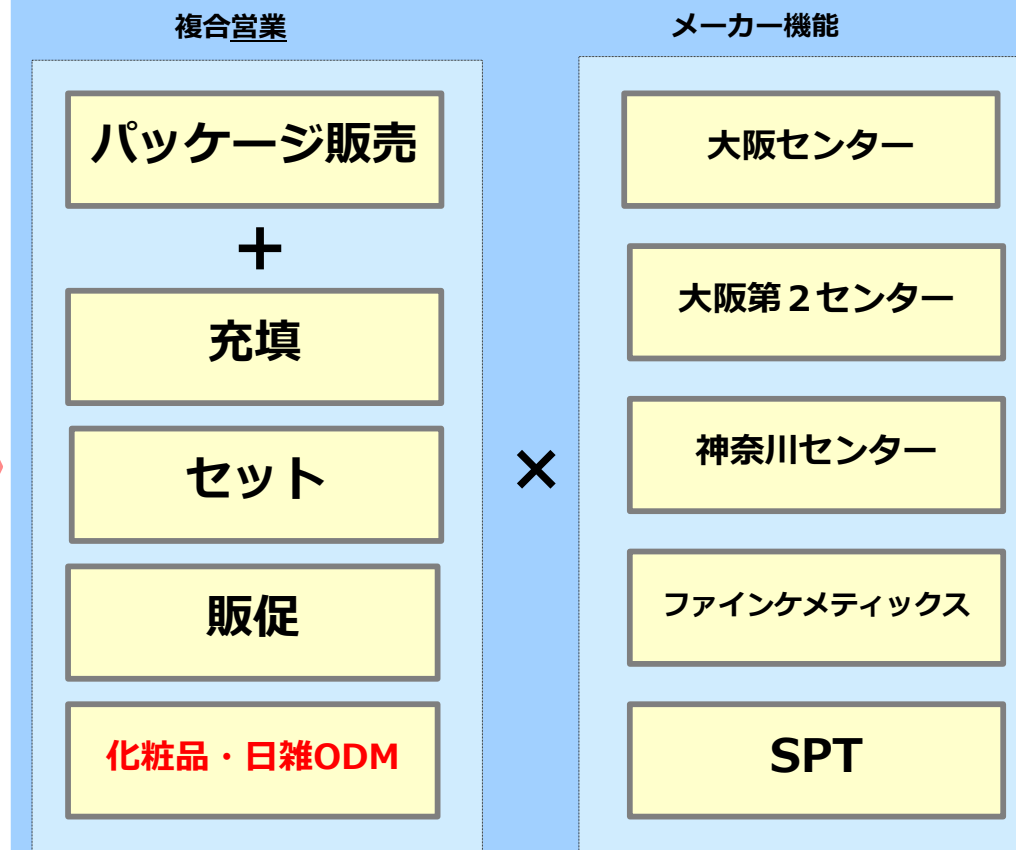 複合営業
パッケージ販売
＋
充填
セット
販促
化粧品・日雑ODM
×
メーカー機能
大阪センター
大阪第２センター
神奈川センター
ファインケメティックス
SPT